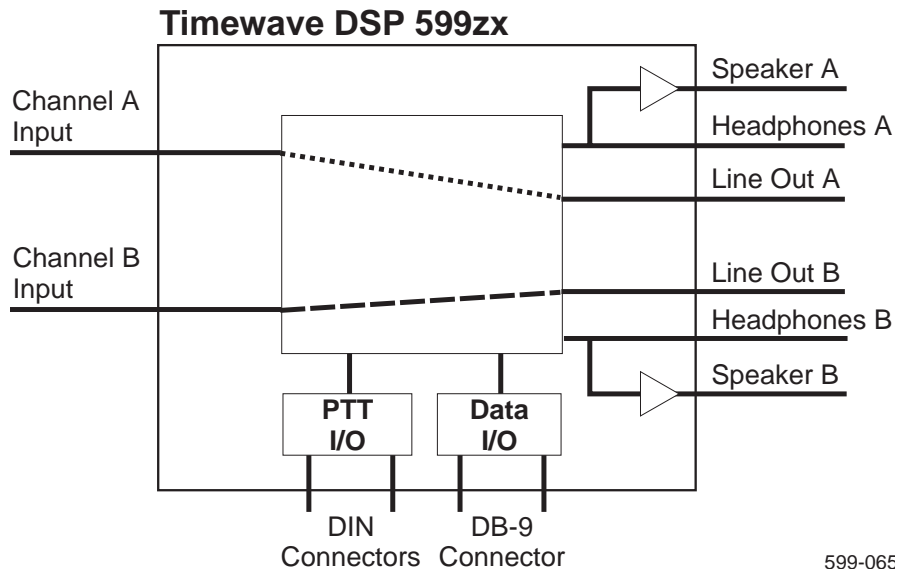 Timewave DSP 599zx
Channel A
Input
Channel B
Input
Speaker A
Headphones A
Line Out A
Line Out B
Headphones B
Speaker B
PTT
I/O
Data
I/O
DIN
Connectors
DB-9
Connector
599-065